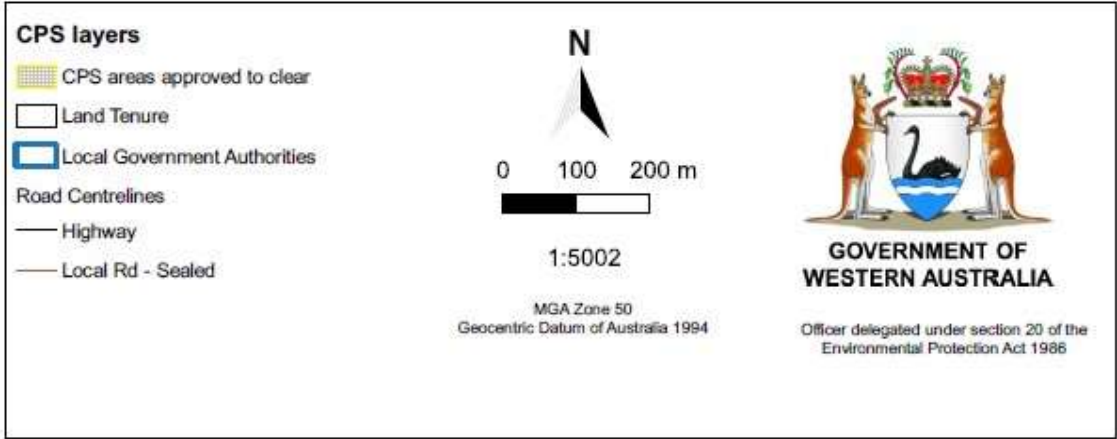 CPS layers
CPS areas approved to clear
Land Tenure
Local Government Authorities
Road Centrelines
Highway
Local Rd - Sealed
N
0 100 200 m
1:5002
MGA Zone 50
Geocentric Datum of Australia 1994
GOVERNMENT OF
WESTERN AUSTRALIA
Officer delegated under section 20 of the
Environmental Protection Act 1986